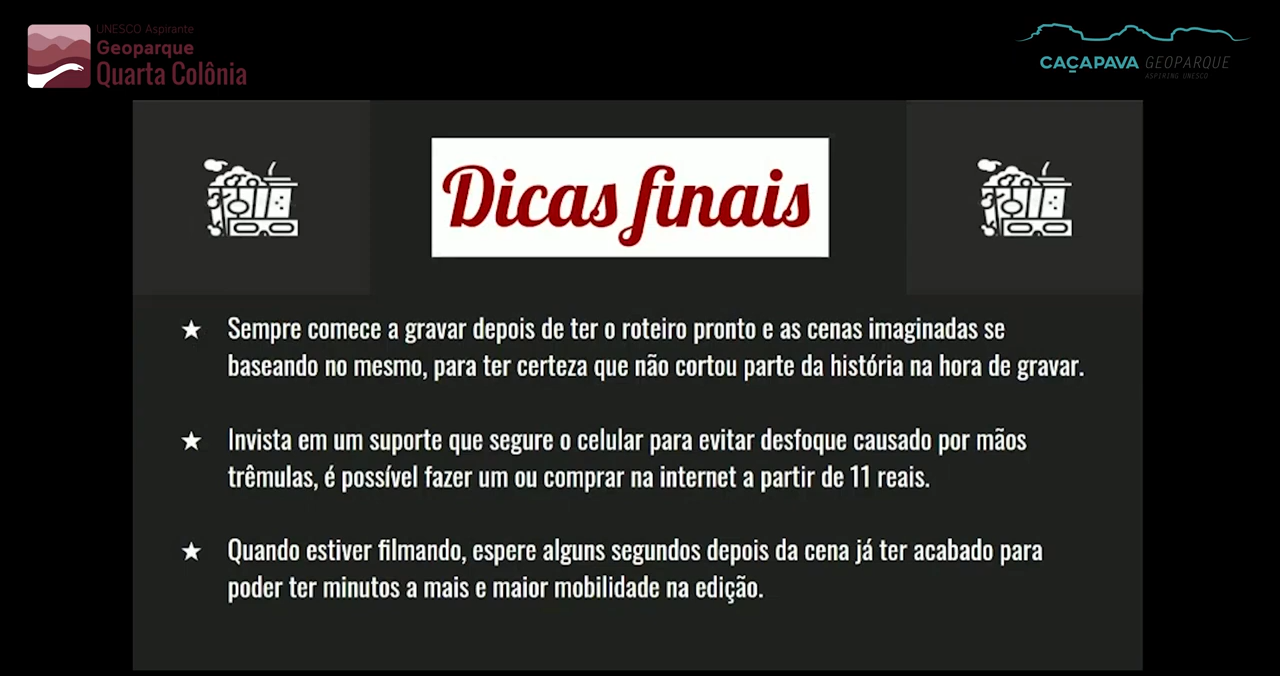 UNESCO Aspirante
Geoparque
Quarta Colônia
CAÇAPAVA GEOPARQUE
ASPIRING UNESCO
Dicas finais
★ Sempre comece a gravar depois de ter o roteiro pronto e as cenas imaginadas se
baseando no mesmo, para ter certeza que não cortou parte da história na hora de gravar.
★ Invista em um suporte que segure o celular para evitar desfoque causado por mãos
trêmulas, é possível fazer um ou comprar na internet a partir de 11 reais.
★ Quando estiver filmando, espere alguns segundos depois da cena já ter acabado para
poder ter minutos a mais e maior mobilidade na edição.